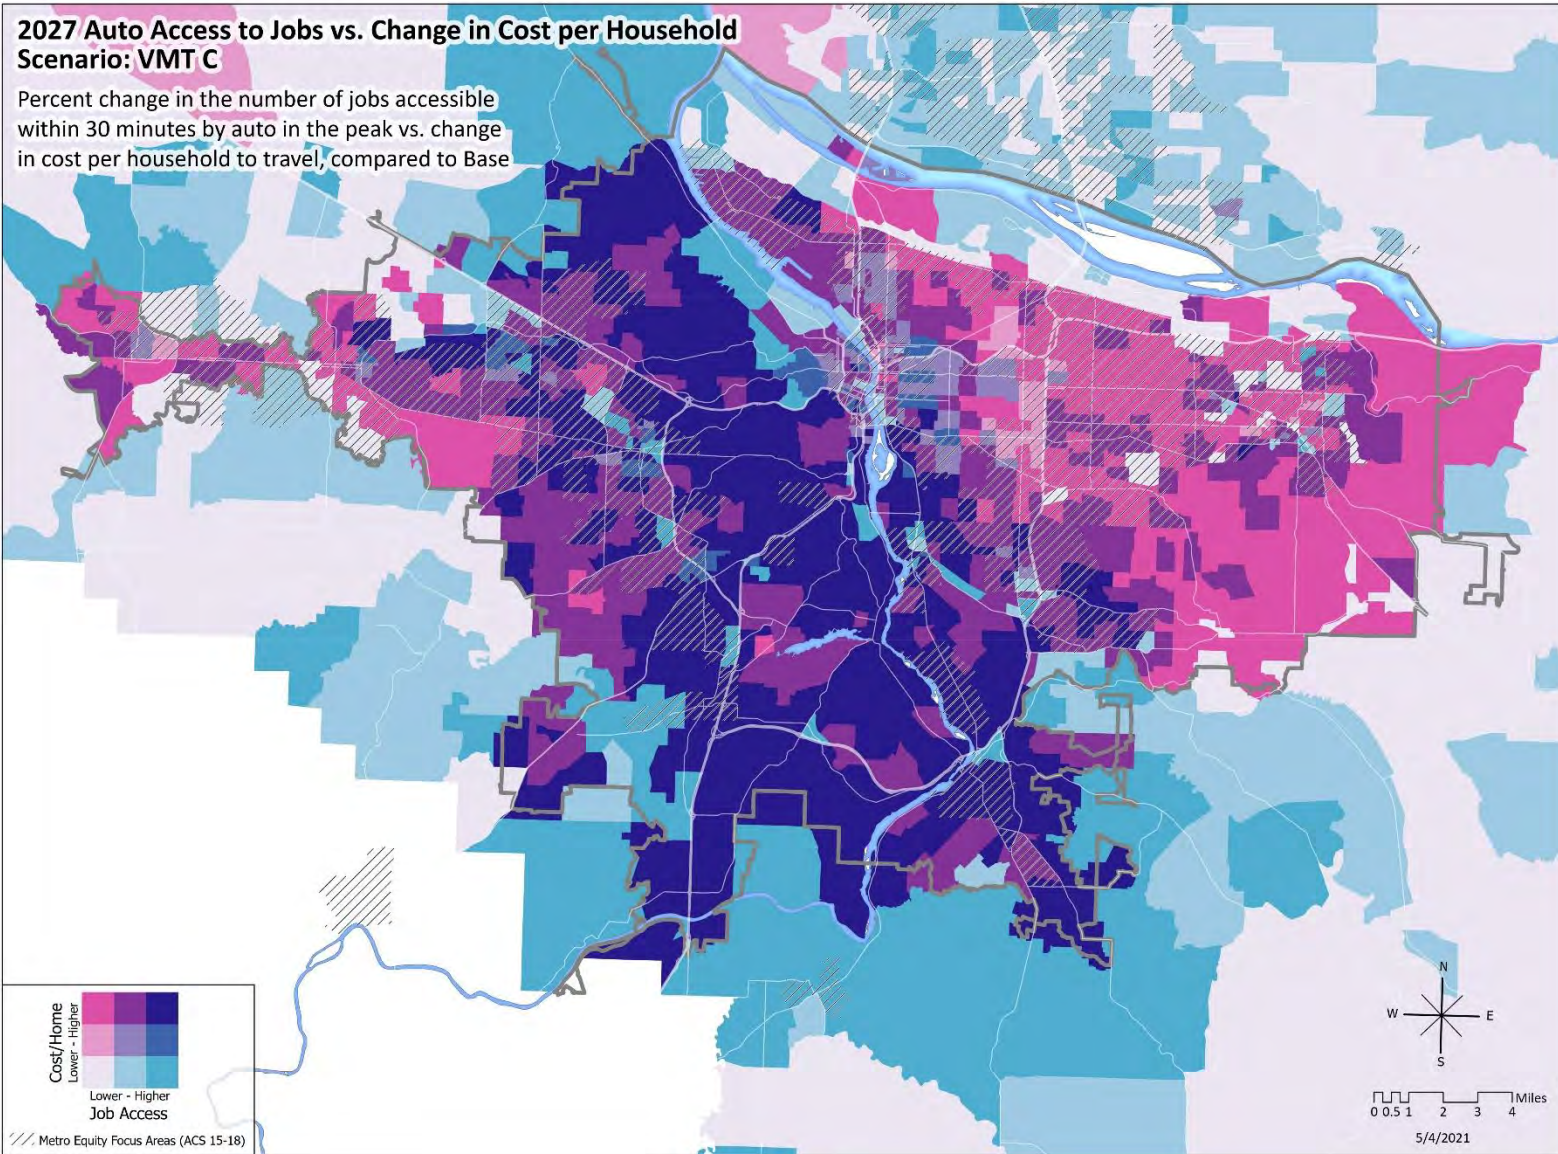 2027 Auto Access to Jobs vs. Change in Cost per Household
Scenario: VMT C
Percent change in the number of jobs accessible
within 30 minutes by auto in the peak vs. change
in cost per household to travel, compared to Base
Cost/Home
Lower - Higher
Lower - Higher
Job Access
Metro Equity Focus Areas (ACS 15-18)
N
W E
S
Miles
0 0.5 1 2 3 4
5/4/2021